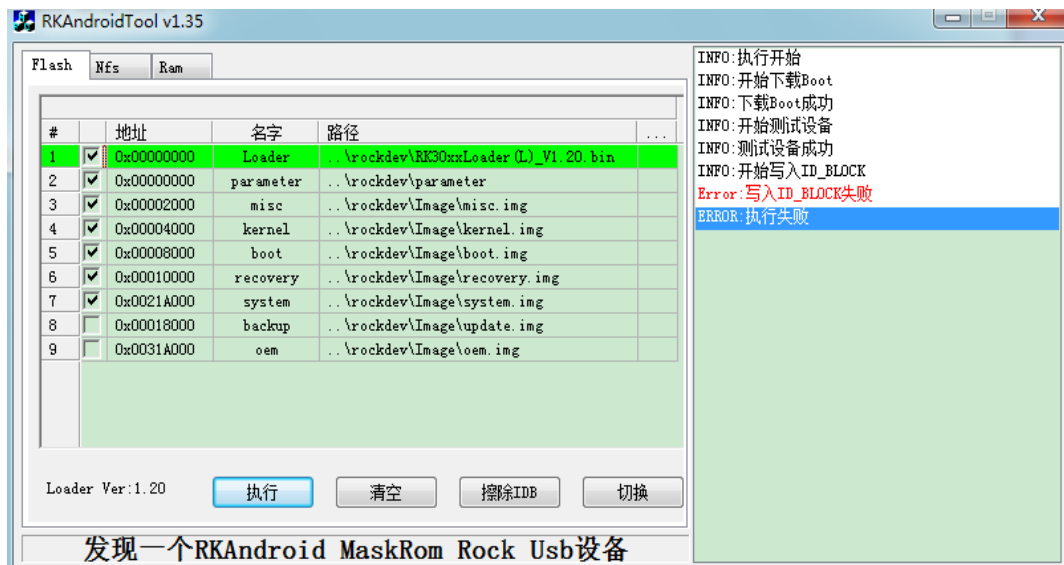 RKAndroidTool v1.35
Flash Nfs Ram
# 地址 名字 路径 ...
1 0x00000000 Loader ..\rockdev\RK30xxLoader(L)_V1.20.bin
2 0x00000000 parameter ..\rockdev\parameter
3 0x00002000 misc ..\rockdev\Image\misc.img
4 0x00004000 kernel ..\rockdev\Image\kernel.img
5 0x00008000 boot ..\rockdev\Image\boot.img
6 0x00010000 recovery ..\rockdev\Image\recovery.img
7 0x0021A000 system ..\rockdev\Image\system.img
8 0x00018000 backup ..\rockdev\Image\update.img
9 0x0031A000 oem ..\rockdev\Image\oem.img
Loader Ver:1.20 执行 清空 擦除IDB 切换
发现一个RKAndroid MaskRom Rock Usb设备
INFO:执行开始
INFO:开始下载Boot
INFO:下载Boot成功
INFO:开始测试设备
INFO:测试设备成功
INFO:开始写入ID_BLOCK
Error:写入ID_BLOCK失败
ERROR:执行失败